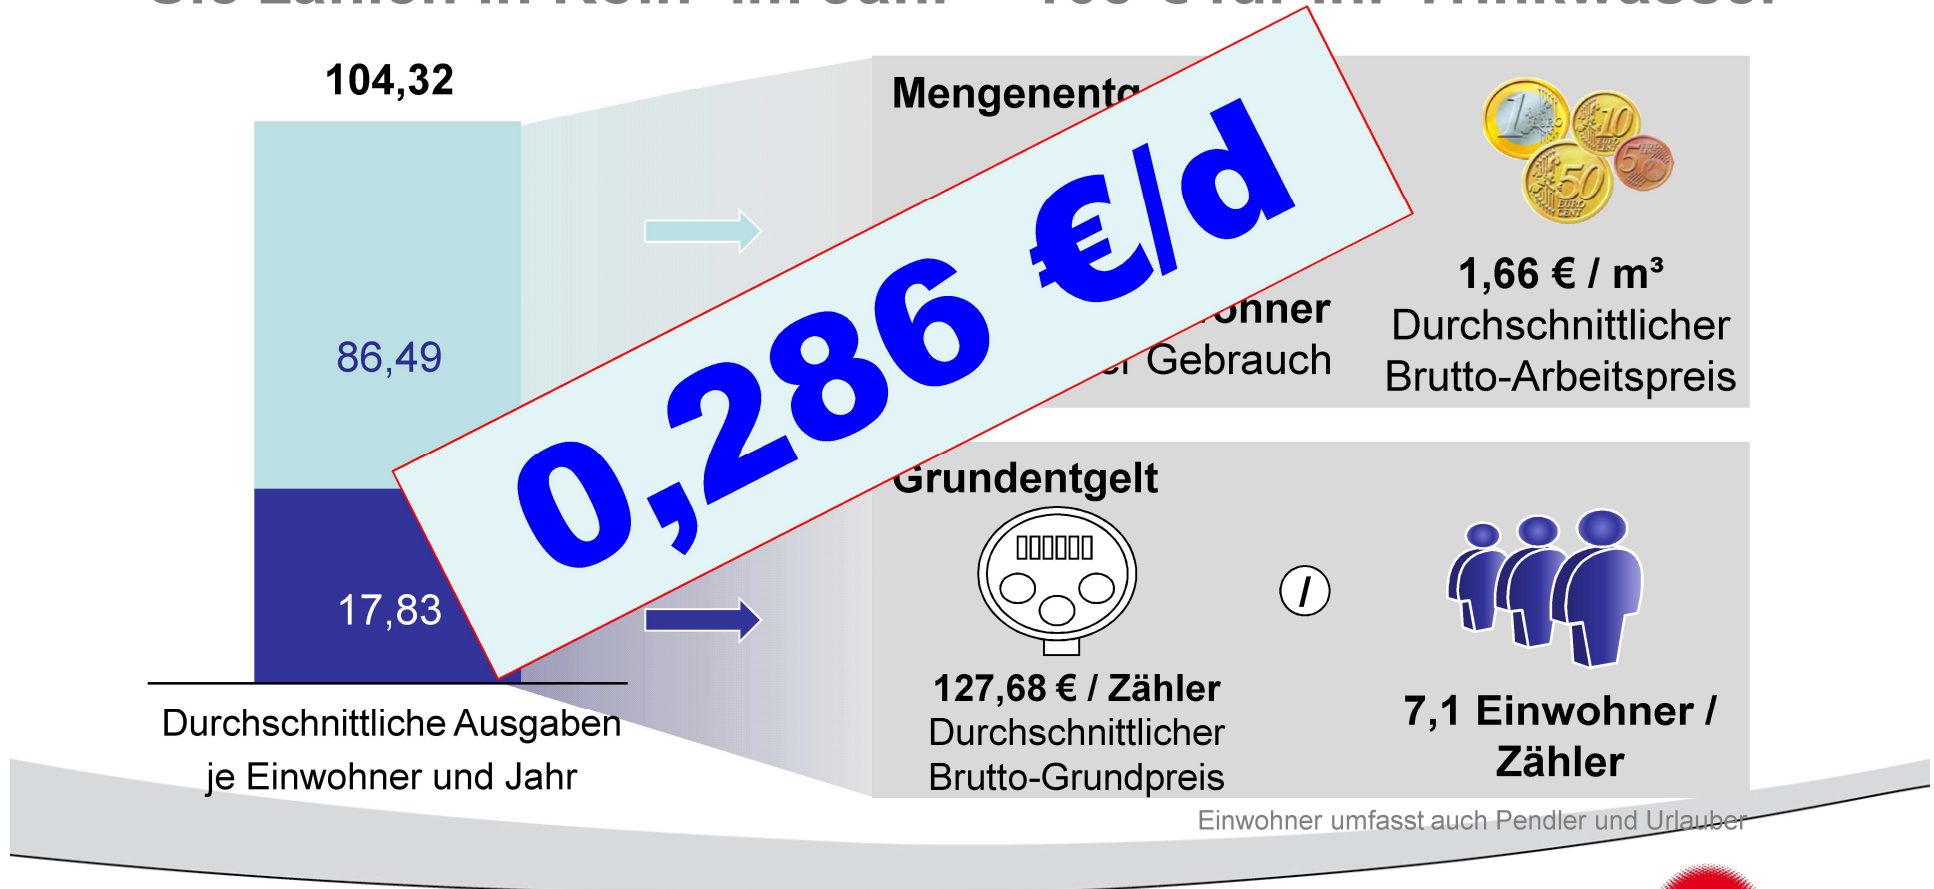 104,32
86,49
17,83
Durchschnittliche Ausgaben
je Einwohner und Jahr
0,286 €/d
Gebrauch
1,66 € / m³
Durchschnittlicher
Brutto-Arbeitspreis
Grundentgelt
/
127,68 € / Zähler
Durchschnittlicher
Brutto-Grundpreis
7,1 Einwohner /
Zähler
Einwohner umfasst auch Pendler und Urlauber